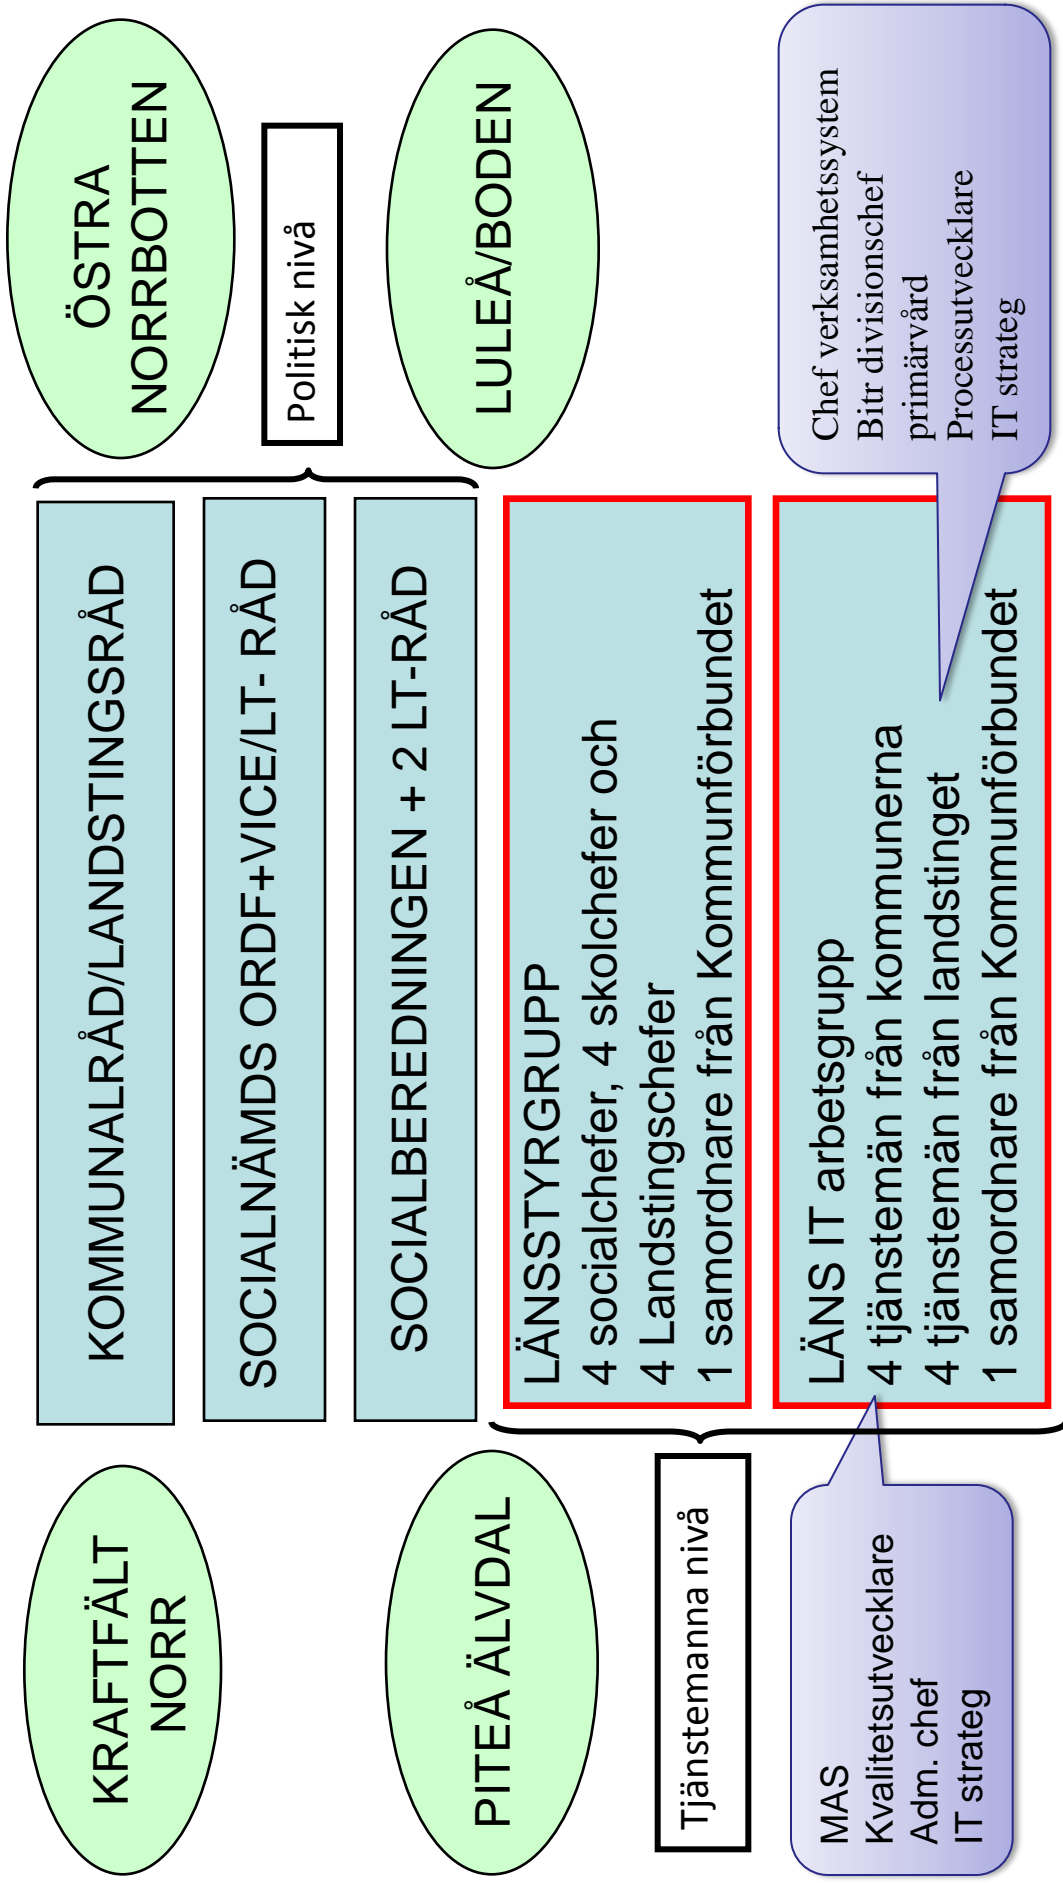 KRAFTFÄLT
NORR
KOMMUNALRÅD/LANDSTINGSRÅD
ÖSTRA
NORRBOTTEN
SOCIALNÄMDS ORDF+VICE/LT- RÅD
Politisk nivå
SOCIALBEREDNINGEN + 2 LT-RÅD
PITEÅ ÄLVDAL
LULEÅ/BODEN
LÄNSSTYRGRUPP
4 socialchefer, 4 skolchefer och
4 Landstingschefer
1 samordnare från Kommunförbundet
Tjänstemanna nivå
LÄNS IT arbetsgrupp
4 tjänstemän från kommunerna
4 tjänstemän från landstinget
1 samordnare från Kommunförbundet
MAS
Kvalitetsutvecklare
Adm. chef
IT strateg
Chef verksamhetssystem
Bitr divisionschef
primärvård
Processutvecklare
IT strateg